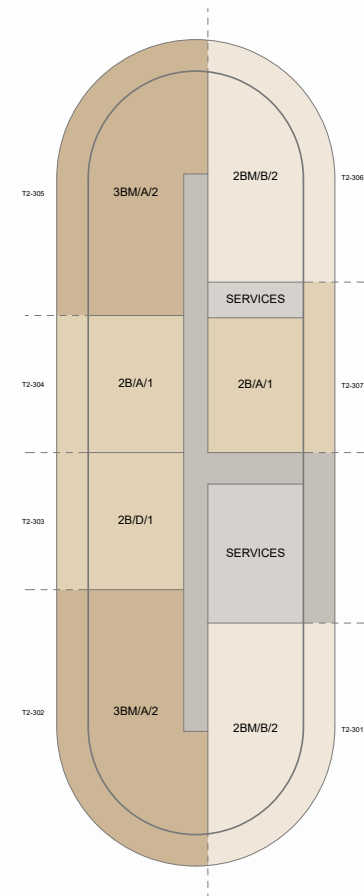 2BM/B/2
T2-306
3BM/A/2
T2-305
SERVICES
2B/A/1
T2-304
2B/A/1
T2-307
2B/D/1
T2-303
SERVICES
3BM/A/2
T2-302
2BM/B/2
T2-301